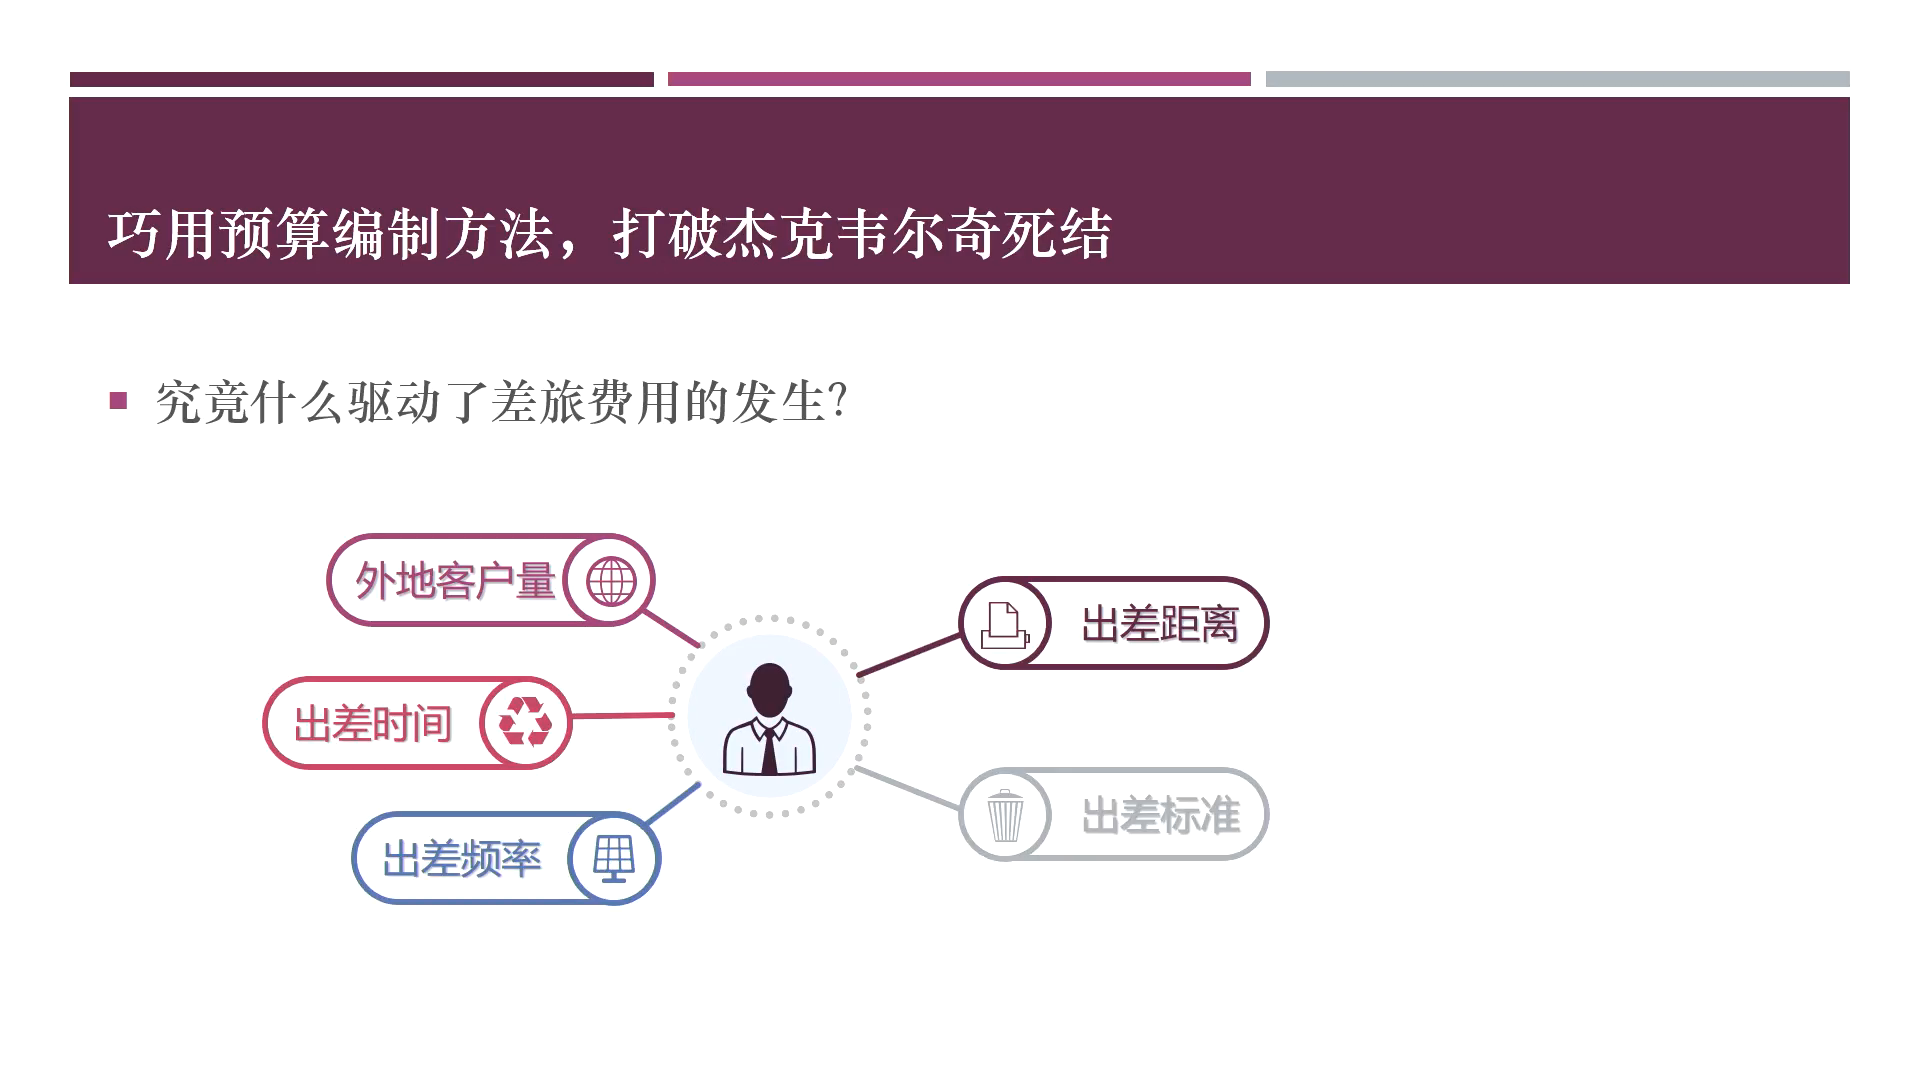 巧用预算编制方法，打破杰克韦尔奇死结
究竟什么驱动了差旅费用的发生？
外地客户量
出差距离
出差时间
出差标准
出差频率